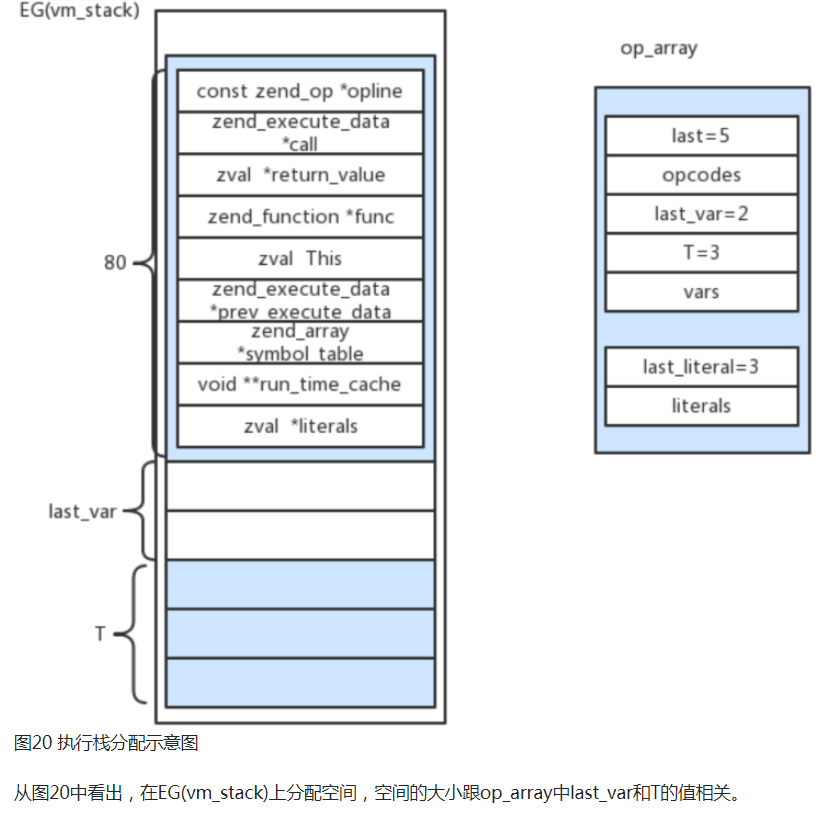 EG(vm_stack)
const zend_op *opline
zend_execute_data
*call
zval *return_value
zend_function *func
zval This
zend_execute_data
*prev_execute_data
zend_array
*symbol_table
void **run_time_cache
zval *literals
80
last_var
T
op_array
last=5
opcodes
last_var=2
T=3
vars
last_literal=3
literals
图20 执行栈分配示意图
从图20中看出，在EG(vm_stack)上分配空间，空间的大小跟op_array中last_var和T的值相关。